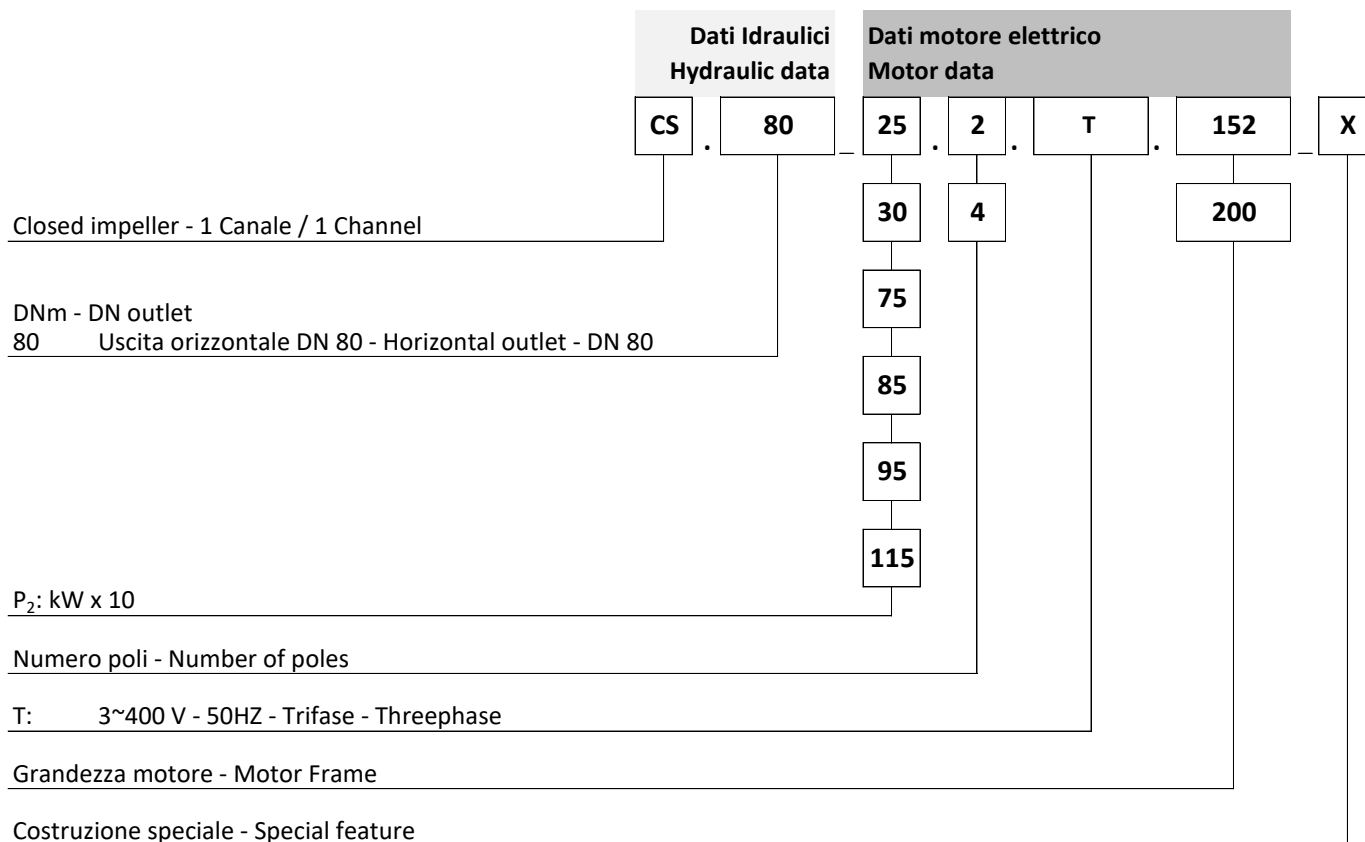 Dati Idraulici Dati motore elettrico
Hydraulic data Motor data
CS . 80 _ 25 . 2 . T . 152 _ X
30 4 200
Closed impeller - 1 Canale / 1 Channel
75
DNm - DN outlet
80 Uscita orizzontale DN 80 - Horizontal outlet - DN 80
85
95
115
P₂: kW x 10
Numero poli - Number of poles
T: 3~400 V - 50HZ - Trifase - Threephase
Grandezza motore - Motor Frame
Costruzione speciale - Special feature